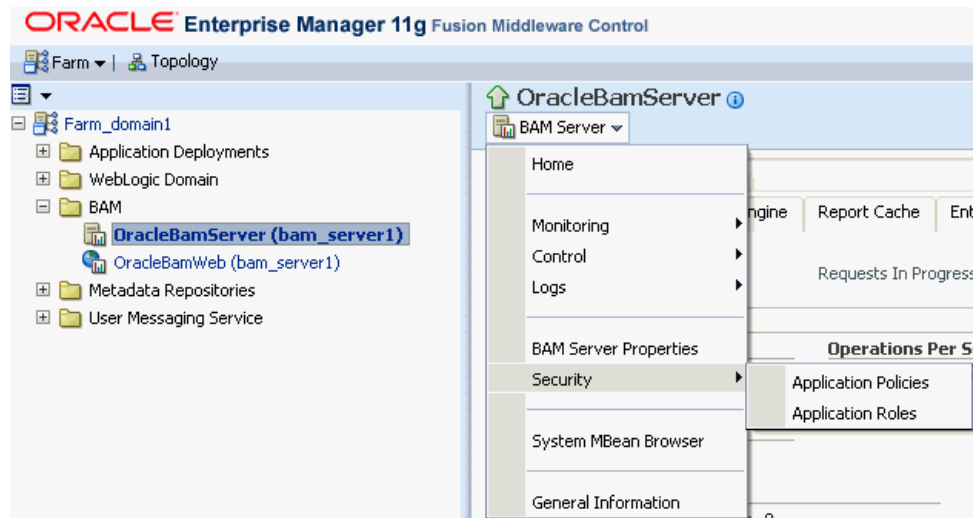 ORACLE Enterprise Manager 11g Fusion Middleware Control
Farm Topology
OracleBamServer
Farm_domain1
BAM Server
Application Deployments
WebLogic Domain
BAM
OracleBamServer (bam_server1)
OracleBamWeb (bam_server1)
Metadata Repositories
User Messaging Service
Home
Monitoring
Control
Logs
BAM Server Properties
Security
System MBean Browser
General Information
Application Policies
Application Roles
ngine Report Cache Ent
Requests In Progress
Operations Per S